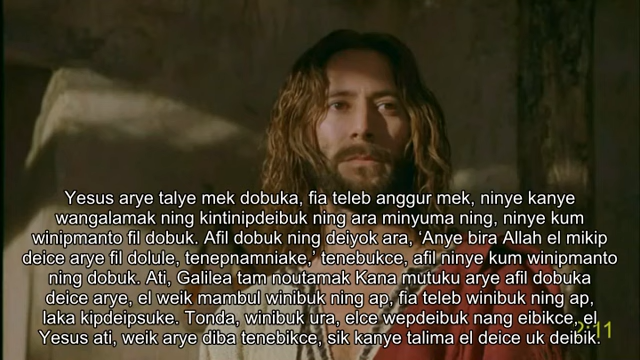 Yesus arye talye mek dobuka, fia teleb anggur mek, ninye kanye
wangalamak ning kintinipdeibuk ning ara minyuma ning, ninye kum
winipmanto fil dobuk. Afil dobuk ning deiyok ara, ‘Anye bira Allah el mikip
deice arye fil dolule, tenepnamniake,’ tenebukce, afil ninye kum winipmanto
ning dobuk. Ati, Galilea tam noutamak Kana nutuku arye afil dobuka
deice arye, el weik mambul winibuk ning ap, fia teleb winibuk ning ap,
laka kipdeipsuke. Tonda, winibuk ura, elce wepdeibuk nang eibikce, el
Yesus ati, weik arye diba tenebikce, sik kanye talima el deice uk deibik.
2:11